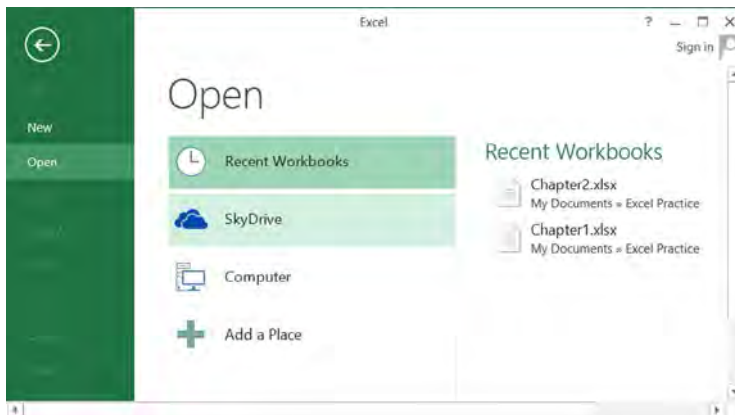 Excel
?
Sign in
Open
New
Open
Recent Workbooks
SkyDrive
Computer
Add a Place
Recent Workbooks
Chapter2.xlsx
My Documents » Excel Practice
Chapter1.xlsx
My Documents » Excel Practice